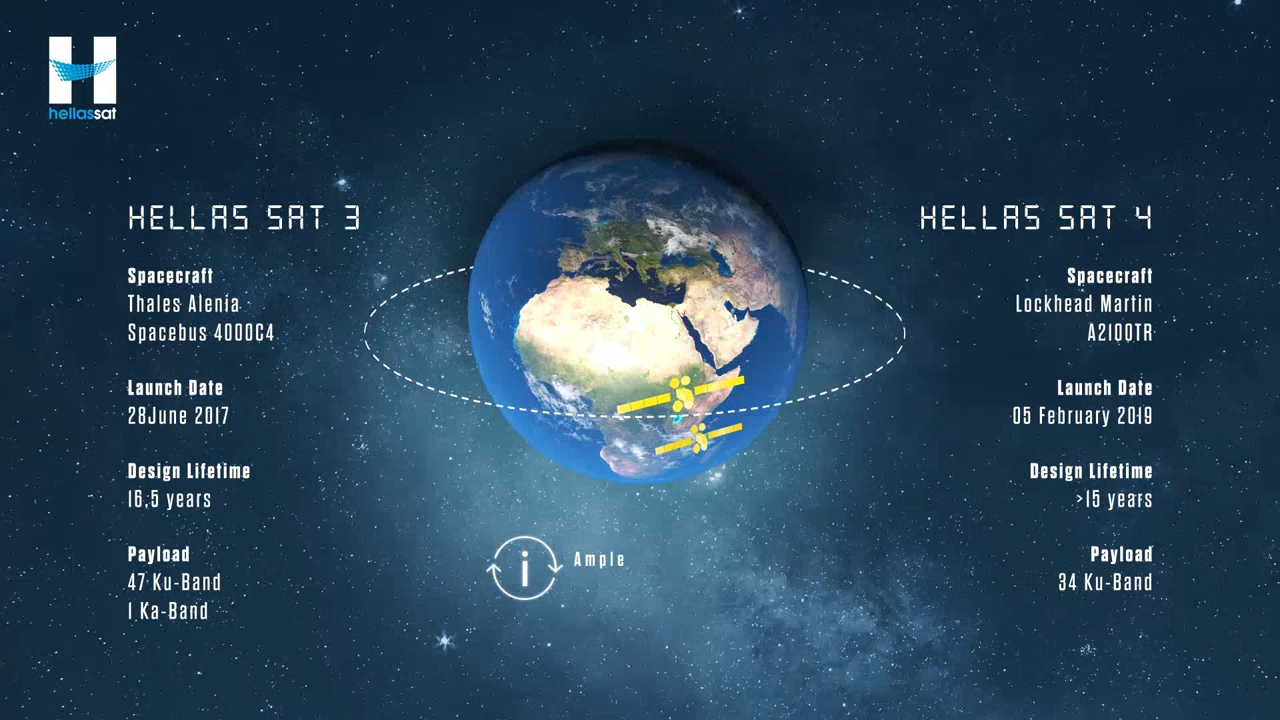 hellassat
HELLAS SAT 3
Spacecraft
Thales Alenia
Spacebus 4000C4
Launch Date
28June 2017
Design Lifetime
16,5 years
Payload
47 Ku-Band
1 Ka-Band
i
Ample
HELLAS SAT 4
Spacecraft
Lockhead Martin
A2100TR
Launch Date
05 February 2019
Design Lifetime
>15 years
Payload
34 Ku-Band